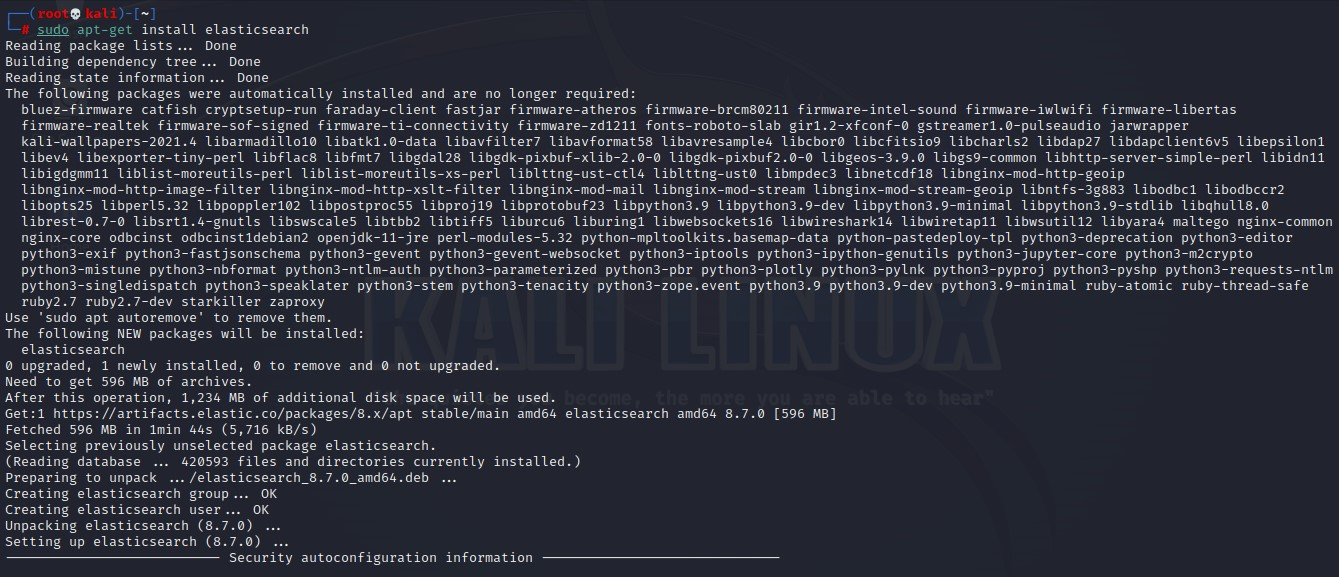 ┌──(root💀kali)-[~]
└─# sudo apt-get install elasticsearch
Reading package lists... Done
Building dependency tree... Done
Reading state information... Done
The following packages were automatically installed and are no longer required:
bluez-firmware catfish cryptsetup-run faraday-client fastjar firmware-atheros firmware-brcm80211 firmware-intel-sound firmware-iwlwifi firmware-libertas
firmware-realtek firmware-sof-signed firmware-ti-connectivity firmware-zd1211 fonts-roboto-slab gir1.2-xfconf-0 gstreamer1.0-pulseaudio jarwrapper
kali-wallpapers-2021.4 libarmadillo10 libatk1.0-data libavfilter7 libavformat58 libavresample4 libcbor0 libcfitsio9 libcharls2 libdap27 libdapclient6v5 libepsilon1
libev4 libexporter-tiny-perl libflac8 libfmt7 libgdal28 libgdk-pixbuf-xlib-2.0-0 libgdk-pixbuf2.0-0 libgeos-3.9.0 libgs9-common libhttp-server-simple-perl libidn11
libigdgmm11 liblist-moreutils-perl liblist-moreutils-xs-perl liblttng-ust-ctl4 liblttng-ust0 libmpdec3 libnetcdf18 libnginx-mod-http-geoip
libnginx-mod-http-image-filter libnginx-mod-http-xslt-filter libnginx-mod-mail libnginx-mod-stream libnginx-mod-stream-geoip libntfs-3g883 libodbc1 libodbccr2
libopts25 libperl5.32 libpoppler102 libpostproc55 libproj19 libprotobuf23 libpython3.9 libpython3.9-dev libpython3.9-minimal libpython3.9-stdlib libqhull8.0
librest-0.7-0 libsrt1.4-gnutls libswscale5 libtbb2 libtiff5 liburcu6 liburing1 libwebsockets16 libwireshark14 libwiretap11 libwsutil12 libyara4 maltego nginx-common
nginx-core odbcinst odbcinst1debian2 openjdk-11-jre perl-modules-5.32 python-mpltoolkits.basemap-data python-pastedeploy-tpl python3-deprecation python3-editor
python3-exif python3-fastjsonschema python3-gevent python3-gevent-websocket python3-iptools python3-ipython-genutils python3-jupyter-core python3-m2crypto
python3-mistune python3-nbformat python3-ntlm-auth python3-parameterized python3-pbr python3-plotly python3-pylnk python3-pyproj python3-pyshp python3-requests-ntlm
python3-singledispatch python3-speaklater python3-stem python3-tenacity python3-zope.event python3.9 python3.9-dev python3.9-minimal ruby-atomic ruby-thread-safe
ruby2.7 ruby2.7-dev starkiller zaproxy
Use 'sudo apt autoremove' to remove them.
The following NEW packages will be installed:
elasticsearch
0 upgraded, 1 newly installed, 0 to remove and 0 not upgraded.
Need to get 596 MB of archives.
After this operation, 1,234 MB of additional disk space will be used.
Get:1 https://artifacts.elastic.co/packages/8.x/apt stable/main amd64 elasticsearch amd64 8.7.0 [596 MB]
Fetched 596 MB in 1min 44s (5,716 kB/s)
Selecting previously unselected package elasticsearch.
(Reading database ... 420593 files and directories currently installed.)
Preparing to unpack .../elasticsearch_8.7.0_amd64.deb ...
Creating elasticsearch group... OK
Creating elasticsearch user... OK
Unpacking elasticsearch (8.7.0) ...
Setting up elasticsearch (8.7.0) ...
─────────── Security autoconfiguration information ───────────
KALI LINUX
become, the more you are able to hear"